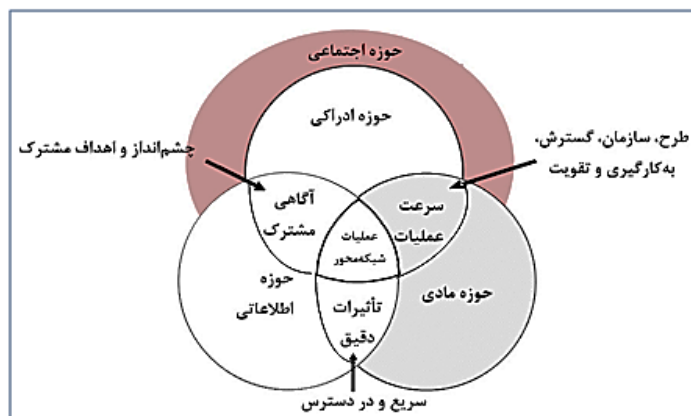 حوزه اجتماعی
حوزه ادراکی
چشم‌انداز و اهداف مشترک
طرح، سازمان، گسترش،
به‌کارگیری و تقویت
آگاهی
مشترک
سرعت
عملیات
عملیات
شبکه‌محور
حوزه
اطلاعاتی
تأثیرات
دقیق
حوزه مادی
سریع و در دسترس